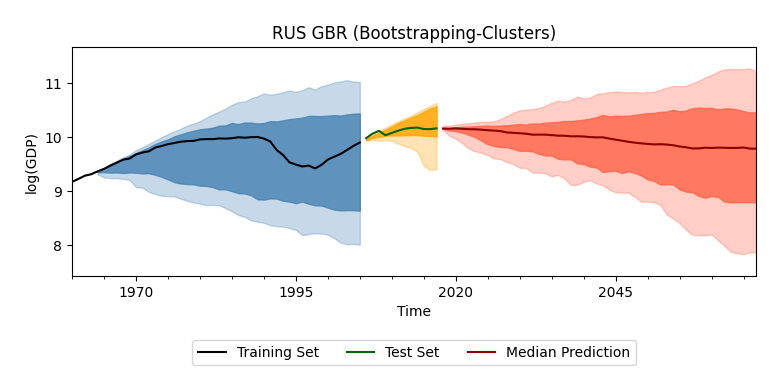 RUS GBR (Bootstrapping-Clusters)
log(GDP)
11
10
9
8
1970 1995 2020 2045
Time
Training Set Test Set Median Prediction